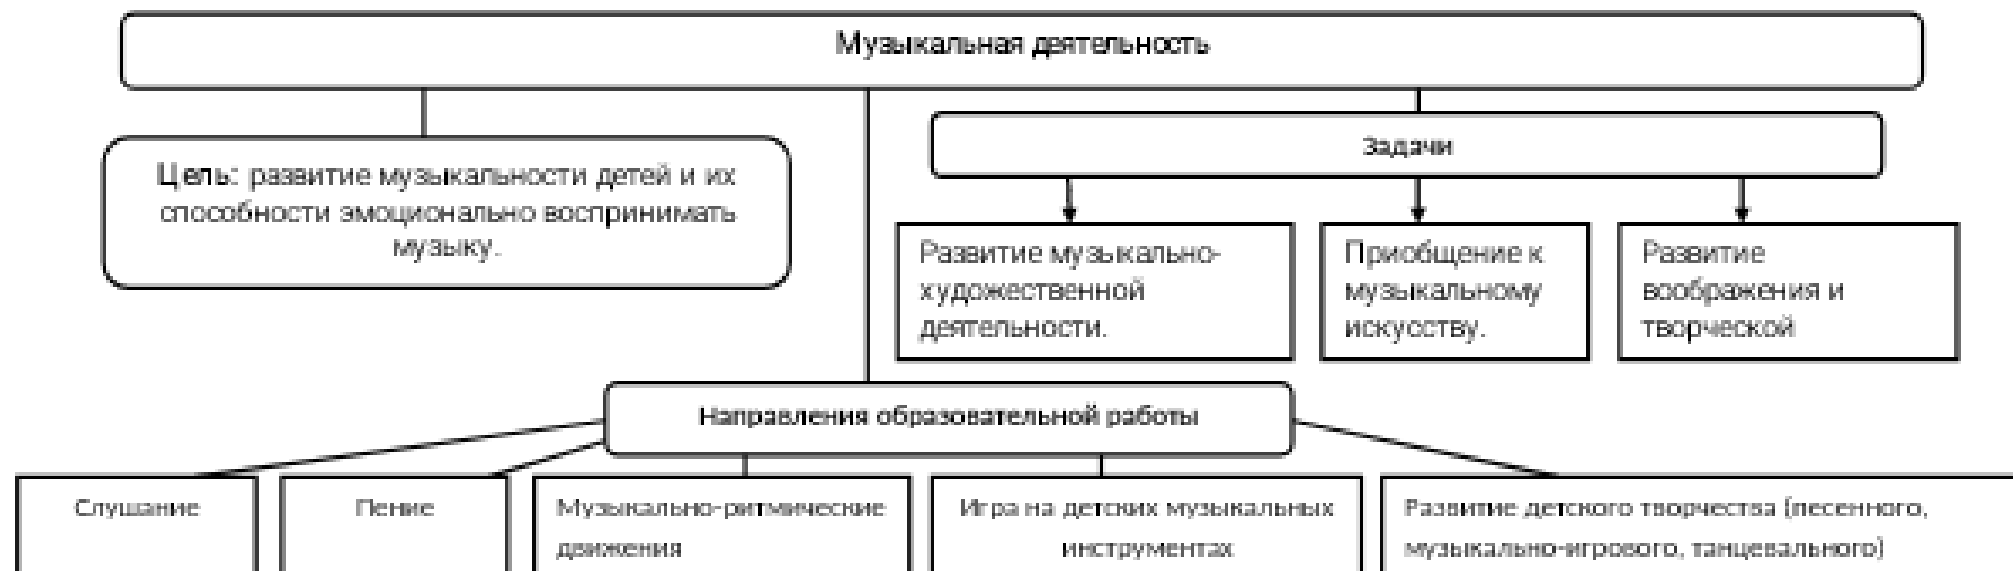 Музыкальная деятельность
Задачи
Цель: развитие музыкальности детей и их
способности эмоционально воспринимать
музыку.
Развитие музыкально-
художественной
деятельности.
Приобщение к
музыкальному
искусству.
Развитие
воображения и
творческой
Направления образовательной работы
Слушание
Пение
Музыкально-ритмические
движения
Игра на детских музыкальных
инструментах
Развитие детского творчества (песенного,
музыкально-игрового, танцевального)